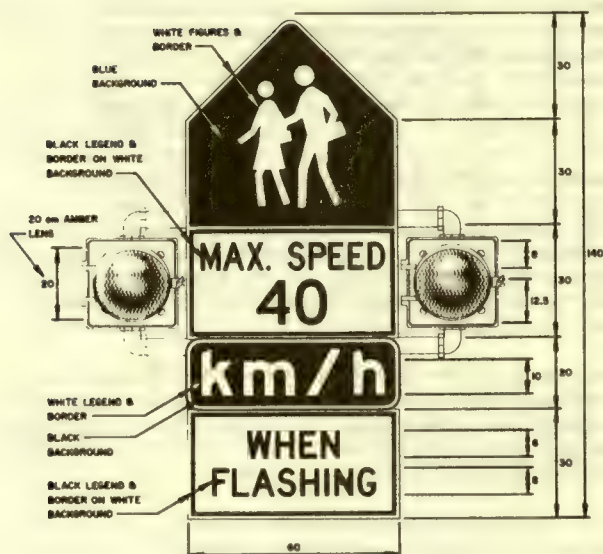 WHITE FIGURES &
BORDER
BLUE
BACKGROUND
BLACK LEGEND &
BORDER ON WHITE
BACKGROUND
20 cm AMBER
LENS
20
MAX. SPEED
40
km/h
WHITE LEGEND &
BORDER
BLACK
BACKGROUND
WHEN
FLASHING
BLACK LEGEND &
BORDER ON WHITE
BACKGROUND
30
30
30
20
30
140
12.5
10
60